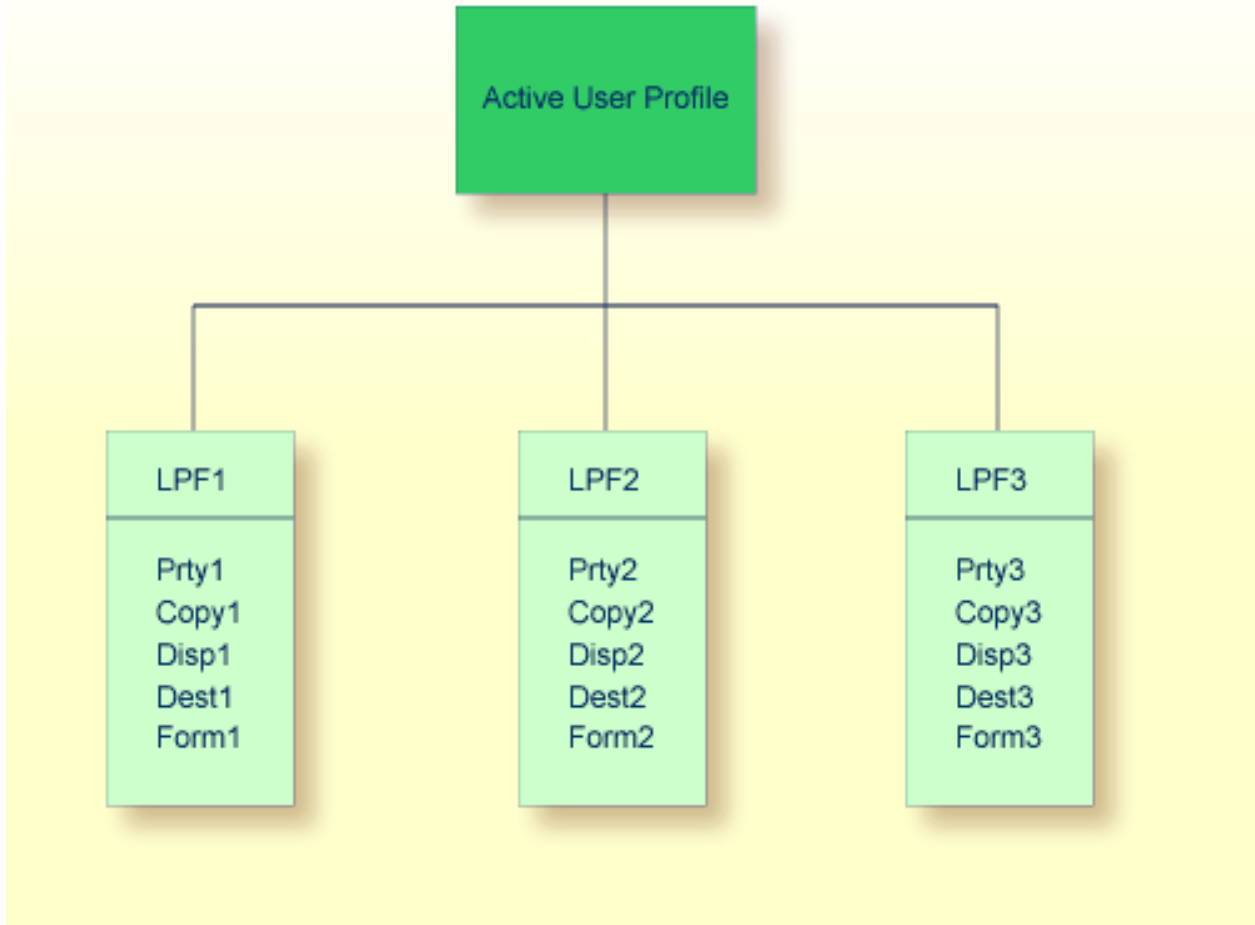 Active User Profile
LPF1
Prty1
Copy1
Disp1
Dest1
Form1
LPF2
Prty2
Copy2
Disp2
Dest2
Form2
LPF3
Prty3
Copy3
Disp3
Dest3
Form3